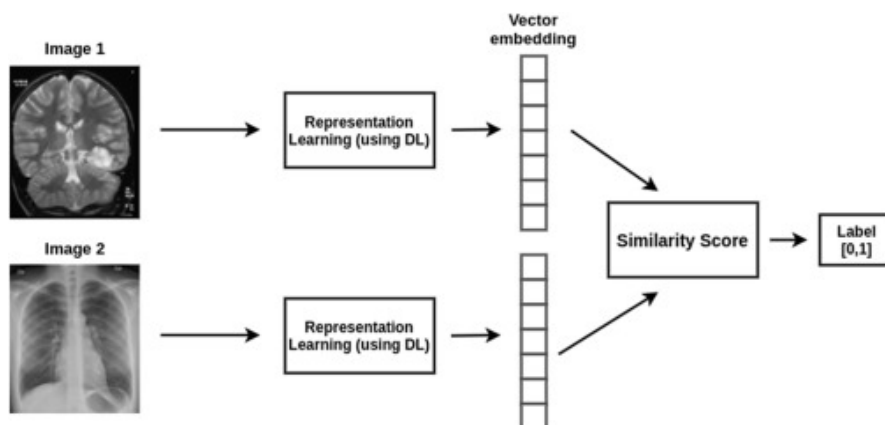 Vector
embedding
Image 1
Representation
Learning (using DL)
Similarity Score
Label
[0,1]
Image 2
Representation
Learning (using DL)